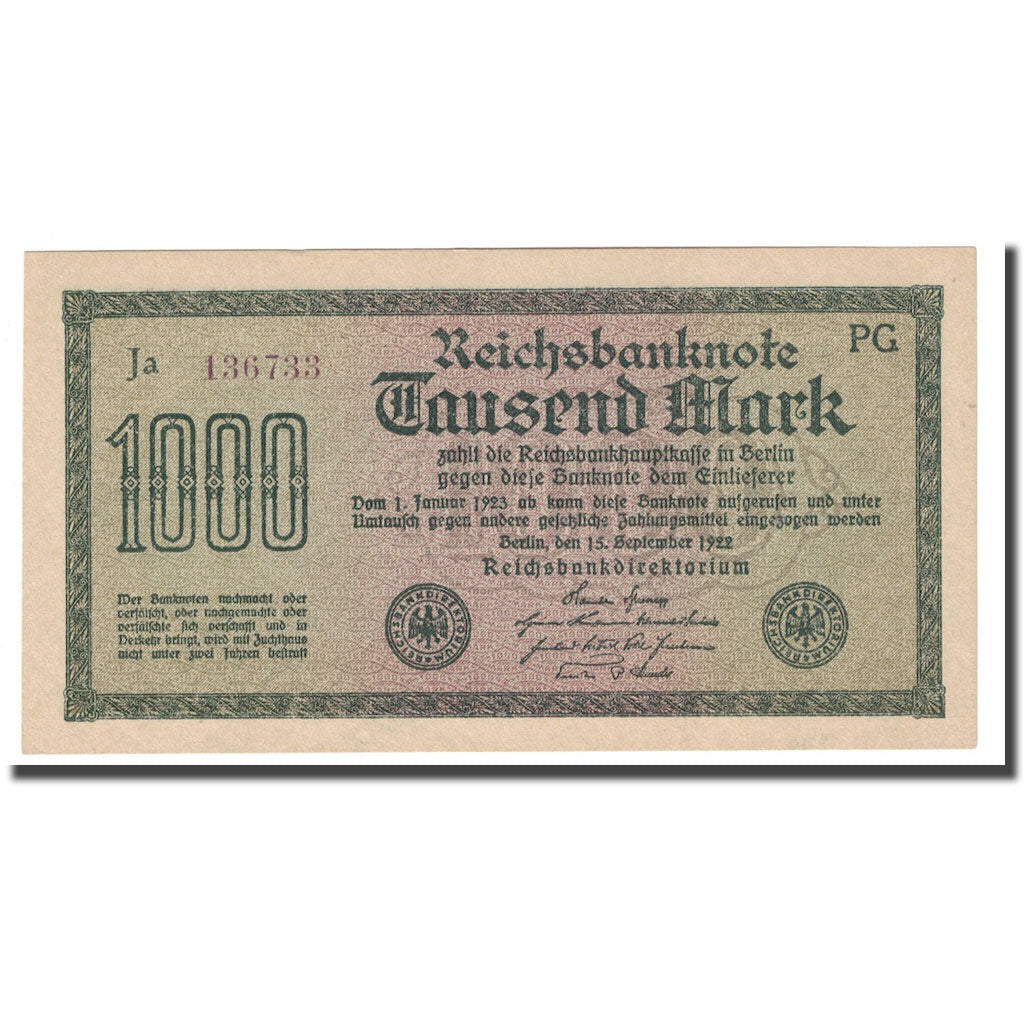 Reichsbanknote
PG
Ja 136733
Tausend Mark
1000
zahlt die Reichsbankhauptkasse in Berlin
gegen diese Banknote dem Einlieferer
Vom 1. Januar 1923 ab kann diese Banknote aufgerufen und unter
Umtausch gegen andere gesetzliche Zahlungsmittel eingezogen werden
Berlin, den 15. September 1922
Reichsbankdirektorium
Wer Banknoten nachmacht oder
verfälscht, oder nachgemachte oder
verfälschte sich verschafft und in
Verkehr bringt, wird mit Zuchthaus
nicht unter zwei Jahren bestraft
REICHSBANKDIREKTORIUM
REICHSBANKDIREKTORIUM